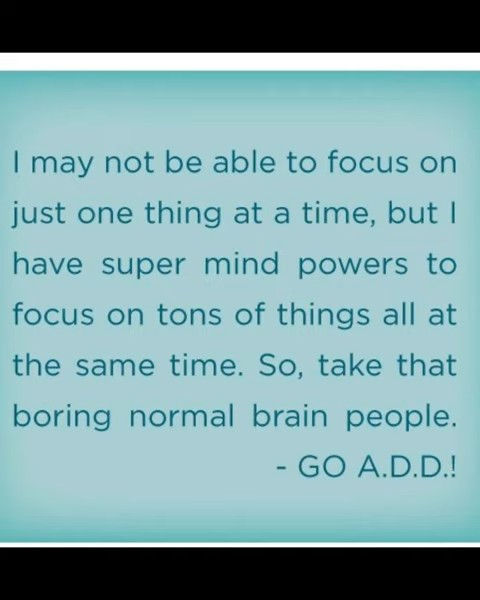 I may not be able to focus on
just one thing at a time, but I
have super mind powers to
focus on tons of things all at
the same time. So, take that
boring normal brain people.
- GO A.D.D.!